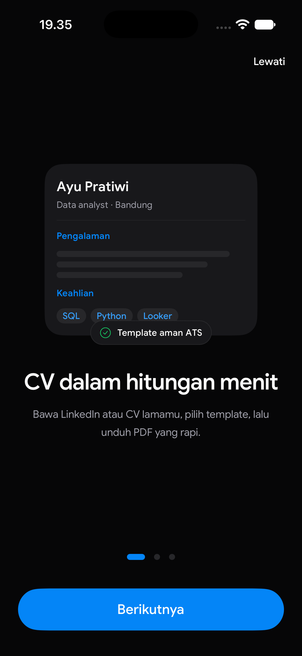 19.35
Lewati
Ayu Pratiwi
Data analyst · Bandung
Pengalaman
Keahlian
SQL Python Looker
Template aman ATS
CV dalam hitungan menit
Bawa LinkedIn atau CV lamamu, pilih template, lalu
unduh PDF yang rapi.
Berikutnya